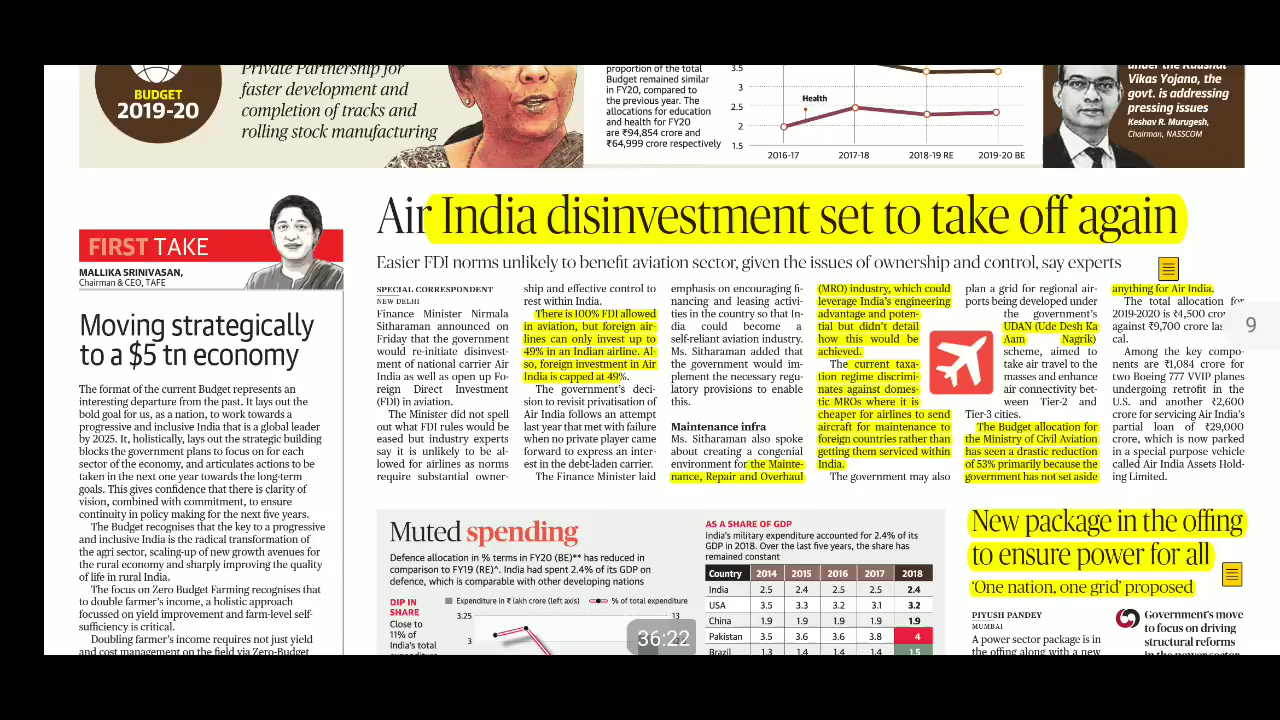 Private Partnership for
faster development and
completion of tracks and
rolling stock manufacturing
BUDGET
2019-20
proportion of the total
Budget remained similar
in FY20, compared to
the previous year. The
allocations for education
and health for FY20
are ₹94,854 crore and
₹64,999 crore respectively
3.5
3
2.5
2
1.5
Health
2016-17
2017-18
2018-19 RE
2019-20 BE
under the Kaushal
Vikas Yojana, the
govt. is addressing
pressing issues
Keshav R. Murugesh,
Chairman, NASSCOM
FIRST TAKE
MALLIKA SRINIVASAN,
Chairman & CEO, TAFE
Moving strategically
to a $5 tn economy
The format of the current Budget represents an
interesting departure from the past. It lays out the
bold goal for us, as a nation, to work towards a
progressive and inclusive India that is a global leader
by 2025. It, holistically, lays out the strategic building
blocks the government plans to focus on for each
sector of the economy, and articulates actions to be
taken in the next one year towards the long-term
goals. This gives confidence that there is clarity of
vision, combined with commitment, to ensure
continuity in policy making for the next five years.
The Budget recognises that the key to a progressive
and inclusive India is the radical transformation of
the agri sector, scaling-up of new growth avenues for
the rural economy and sharply improving the quality
of life in rural India.
The focus on Zero Budget Farming recognises that
to double farmer's income, a holistic approach
focussed on yield improvement and farm-level self-
sufficiency is critical.
Doubling farmer's income requires not just yield
and cost management on the field via Zero-Budget
Air India disinvestment set to take off again
Easier FDI norms unlikely to benefit aviation sector, given the issues of ownership and control, say experts
SPECIAL CORRESPONDENT
NEW DELHI
Finance Minister Nirmala
Sitharaman announced on
Friday that the government
would re-initiate disinvest-
ment of national carrier Air
India as well as open up Fo-
reign Direct Investment
(FDI) in aviation.
The Minister did not spell
out what FDI rules would be
eased but industry experts
say it is unlikely to be al-
lowed for airlines as norms
require substantial owner-
ship and effective control to
rest within India.
There is 100% FDI allowed
in aviation, but foreign air-
lines can only invest up to
49% in an Indian airline. Al-
so, foreign investment in Air
India is capped at 49%.
The government's deci-
sion to revisit privatisation of
Air India follows an attempt
last year that met with failure
when no private player came
forward to express an inter-
est in the debt-laden carrier.
The Finance Minister laid
emphasis on encouraging fi-
nancing and leasing activi-
ties in the country so that In-
dia could become a
self-reliant aviation industry.
Ms. Sitharaman added that
the government would im-
plement the necessary regu-
latory provisions to enable
this.
Maintenance infra
Ms. Sitharaman also spoke
about creating a congenial
environment for the Mainte-
nance, Repair and Overhaul
(MRO) industry, which could
leverage India's engineering
advantage and poten-
tial but didn't detail
how this would be
achieved.
The current taxa-
tion regime discrimi-
nates against domes-
tic MROs where it is
cheaper for airlines to send
aircraft for maintenance to
foreign countries rather than
getting them serviced within
India.
The government may also
plan a grid for regional air-
ports being developed under
the government's
UDAN (Ude Desh Ka
Aam Nagrik)
scheme, aimed to
take air travel to the
masses and enhance
air connectivity bet-
ween Tier-2 and
Tier-3 cities.
The Budget allocation for
the Ministry of Civil Aviation
has seen a drastic reduction
of 53% primarily because the
government has not set aside
anything for Air India.
The total allocation for
2019-2020 is ₹4,500 crore
against ₹9,700 crore las
cal.
Among the key compo-
nents are ₹1,084 crore for
two Boeing 777 VVIP planes
undergoing retrofit in the
U.S. and another ₹2,600
crore for servicing Air India's
partial loan of ₹29,000
crore, which is now parked
in a special purpose vehicle
called Air India Assets Hold-
ing Limited.
9
Muted spending
Defence allocation in % terms in FY20 (BE)** has reduced in
comparison to FY19 (RE)^. India had spent 2.4% of its GDP on
defence, which is comparable with other developing nations
DIP IN
SHARE
Close to
11% of
India's total
expenditure
Expenditure in ₹ lakh crore (left axis)
% of total expenditure
3.25
3
13
36:22
AS A SHARE OF GDP
India's military expenditure accounted for 2.4% of its
GDP in 2018. Over the last five years, the share has
remained constant
Country 2014 2015 2016 2017 2018
India 2.5 2.4 2.5 2.5 2.4
USA 3.5 3.3 3.2 3.1 3.2
China 1.9 1.9 1.9 1.9 1.9
Pakistan 3.5 3.6 3.6 3.8 4
Brazil 1.3 1.4 1.4 1.4 1.5
New package in the offing
to ensure power for all
'One nation, one grid' proposed
PIYUSH PANDEY
MUMBAI
A power sector package is in
the offing along with a new
Government's move
to focus on driving
structural reforms
in the power sector